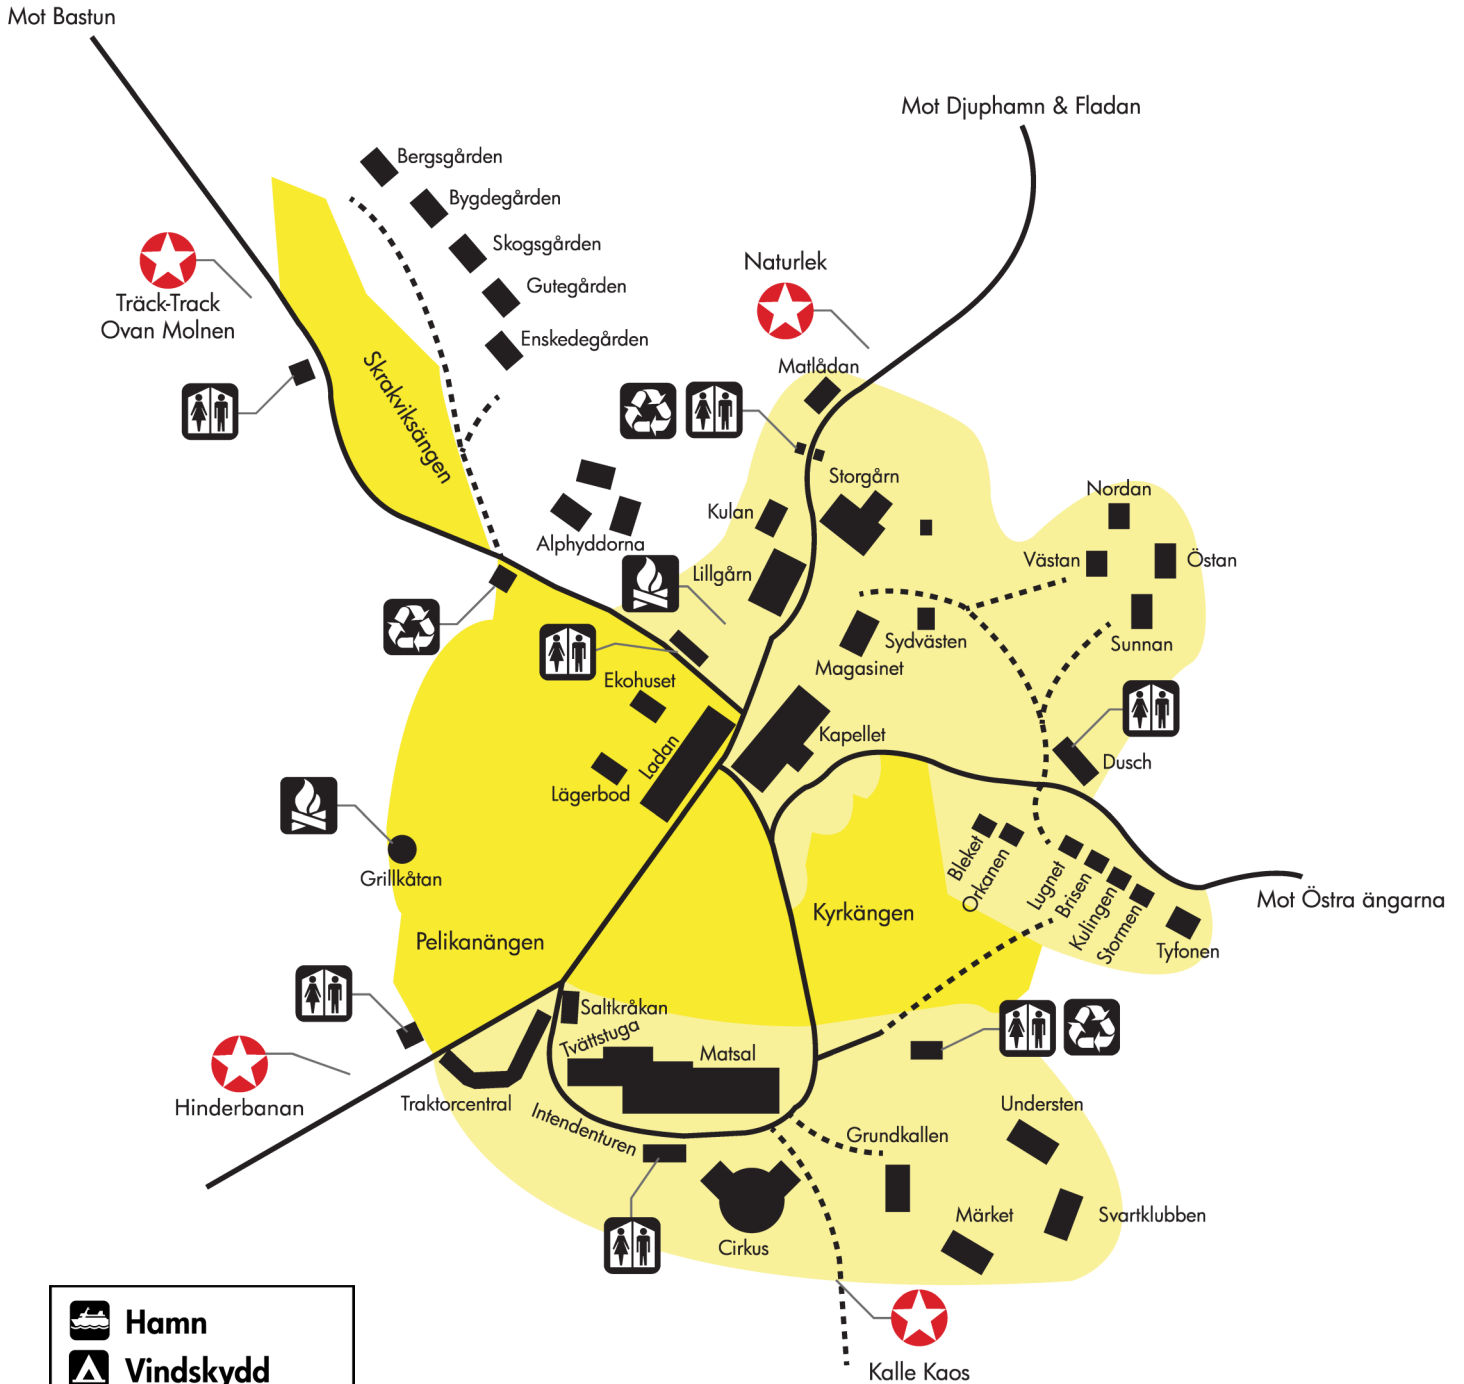 Mot Bastun
Mot Djuphamn & Fladan
Bergsgården
Bygdegården
Skogsgården
Gutegården
Enskedegården
Träck-Track
Ovan Molnen
Naturlek
Matlådan
Skrakviksängen
Storgårn
Nordan
Kulan
Alphyddorna
Västan
Östan
Lillgårn
Sydvästen
Sunnan
Magasinet
Ekohuset
Ladan
Kapellet
Dusch
Lägerbod
Bleket
Orkanen
Lugnet
Brisen
Kulingen
Stormen
Grillkåtan
Mot Östra ängarna
Kyrkängen
Pelikanängen
Tyfonen
Saltkråkan
Tvättstuga
Matsal
Hinderbanan
Traktorcentral
Intendenturen
Understen
Grundkallen
Märket
Svartklubben
Cirkus
Hamn
Vindskydd
Kalle Kaos